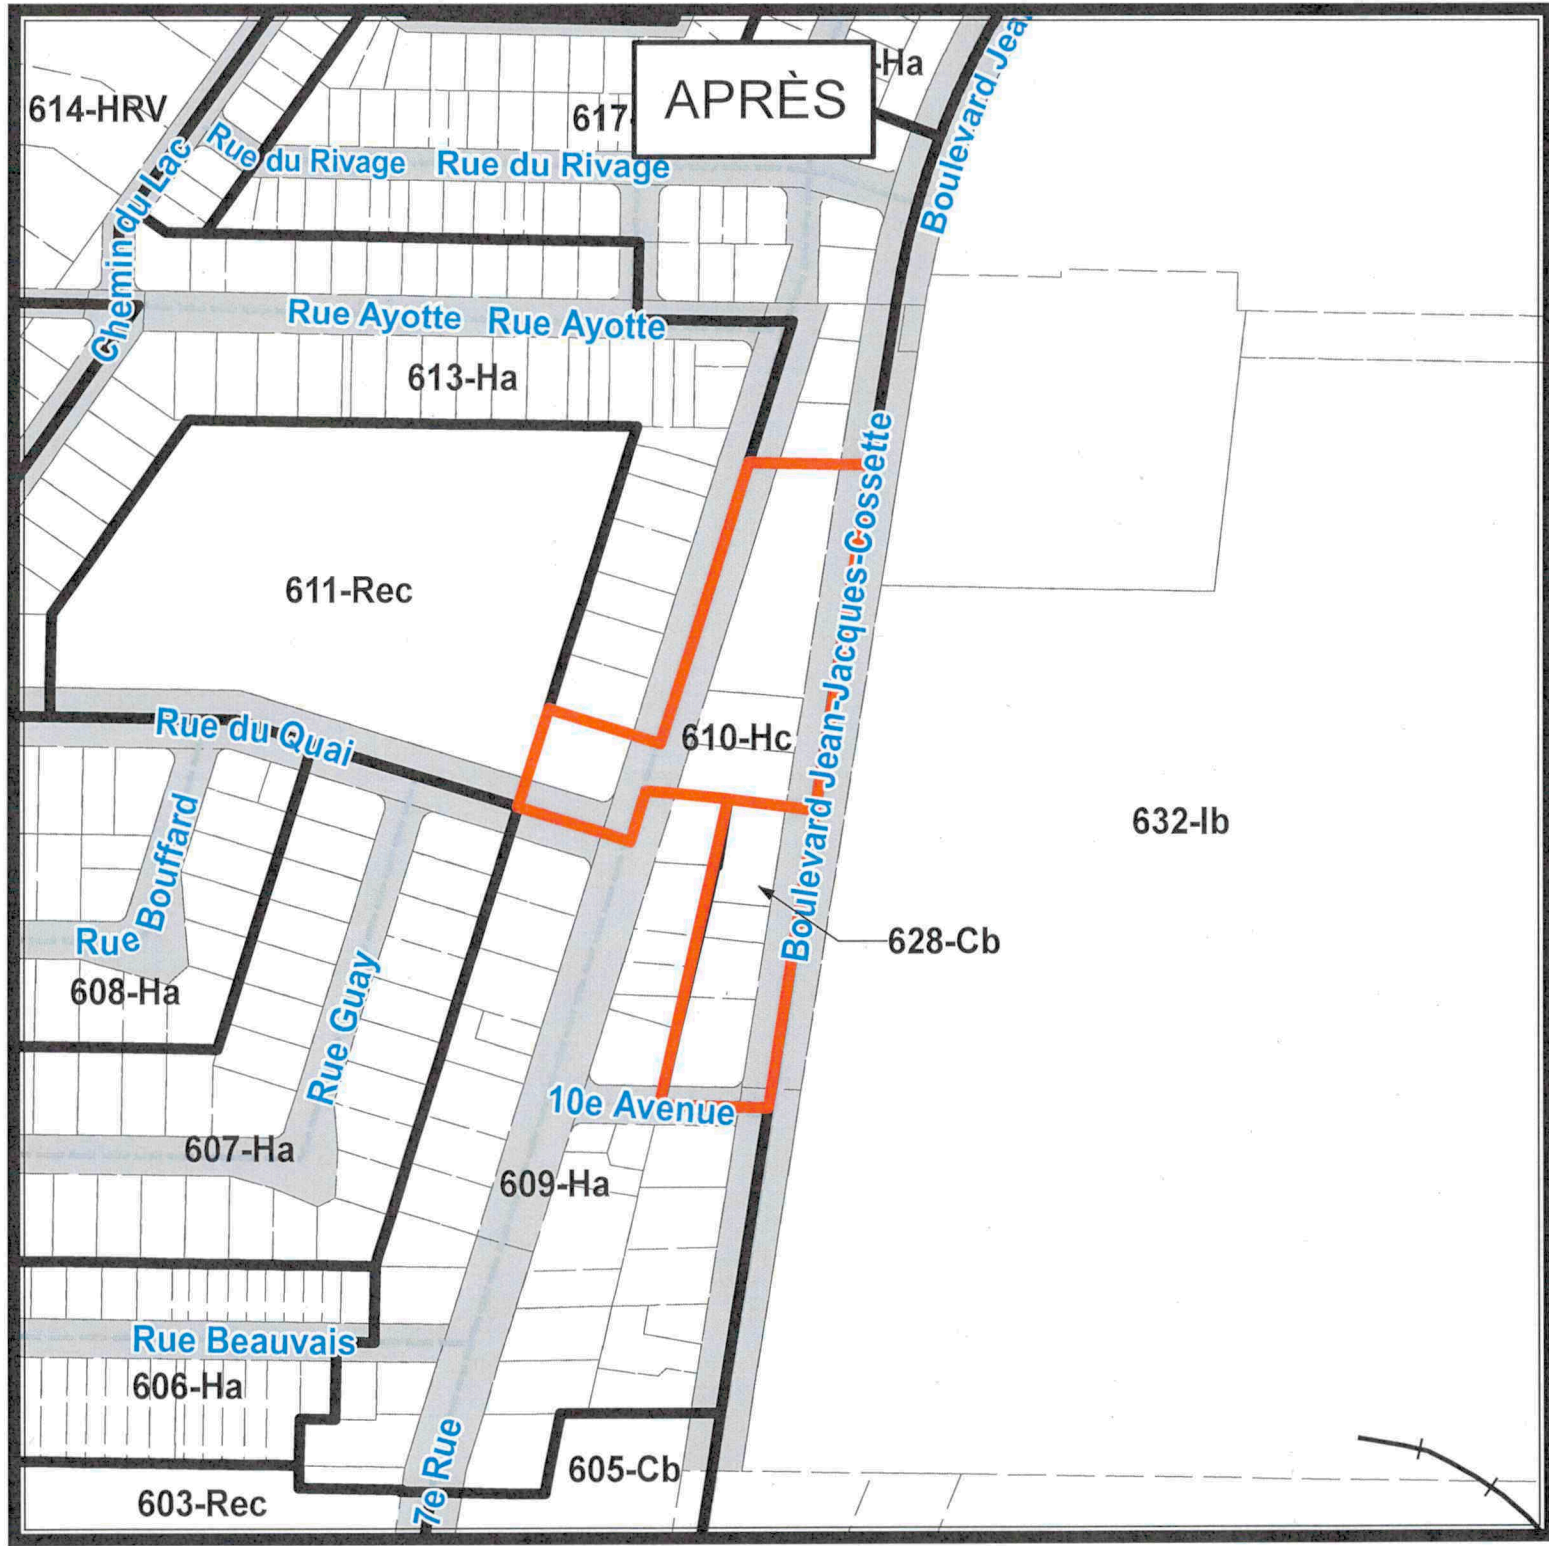 APRÈS
-Ha
614-HRV
617-
Boulevard Jea
Rue du Rivage Rue du Rivage
Chemin du Lac
Rue Ayotte Rue Ayotte
613-Ha
611-Rec
Boulevard Jean-Jacques-Cossette
Rue du Quai
610-Hc
632-Ib
Rue Bouffard
628-Cb
608-Ha
Rue Guay
10e Avenue
607-Ha
609-Ha
Rue Beauvais
606-Ha
7e Rue
605-Cb
603-Rec